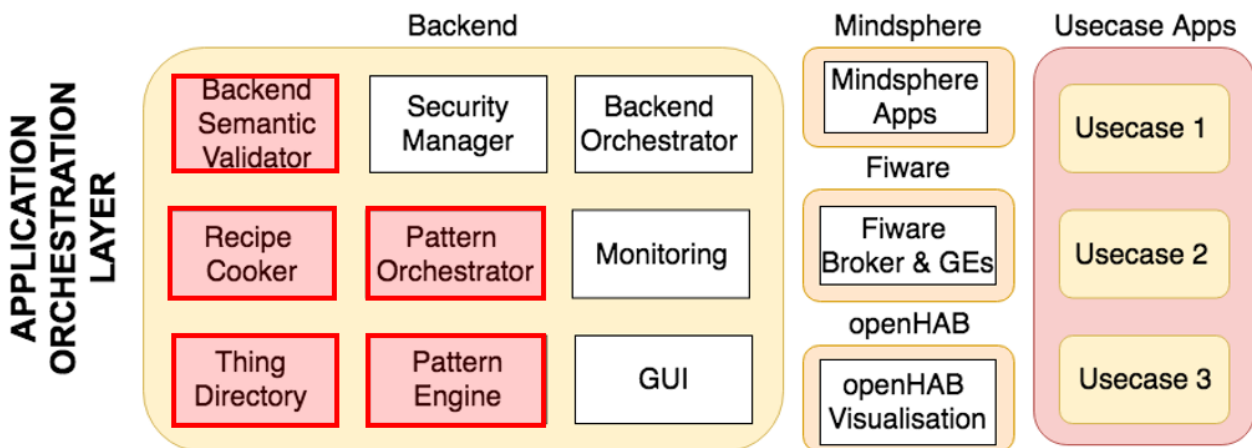 APPLICATION
ORCHESTRATION
LAYER
Backend
Backend
Semantic
Validator
Security
Manager
Backend
Orchestrator
Recipe
Cooker
Pattern
Orchestrator
Monitoring
Thing
Directory
Pattern
Engine
GUI
Mindsphere
Mindsphere
Apps
Fiware
Fiware
Broker & GEs
openHAB
openHAB
Visualisation
Usecase Apps
Usecase 1
Usecase 2
Usecase 3